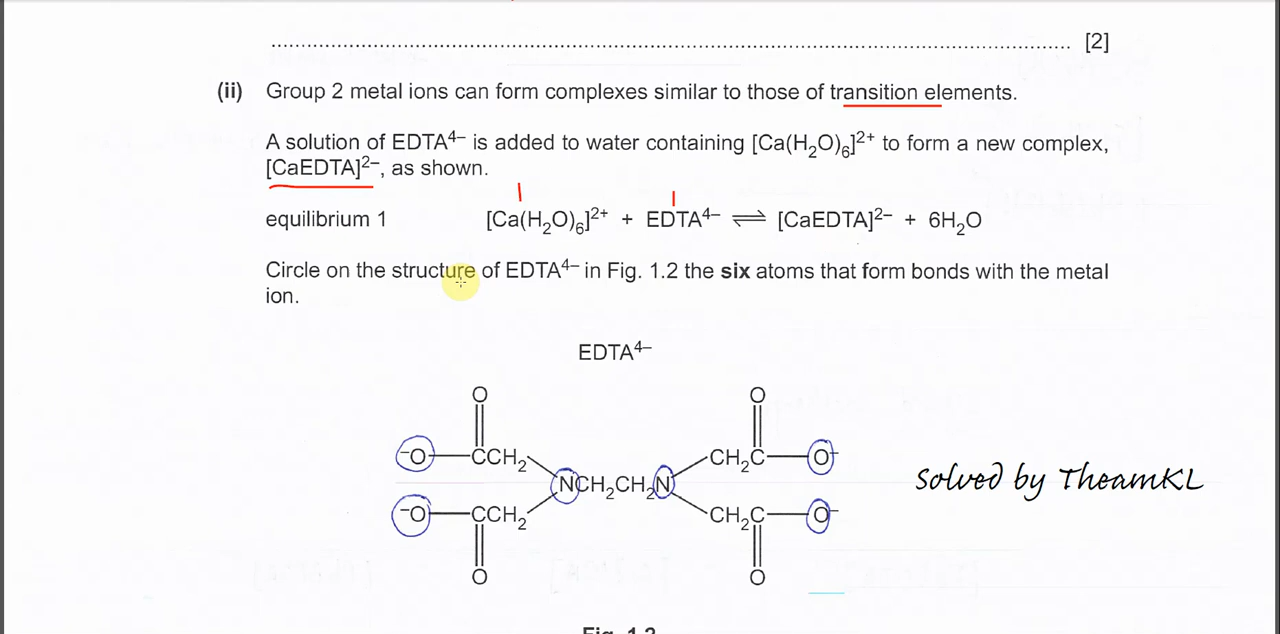 [2]
(ii) Group 2 metal ions can form complexes similar to those of transition elements.
A solution of EDTA⁴⁻ is added to water containing [Ca(H₂O)₆]²⁺ to form a new complex,
[CaEDTA]²⁻, as shown.
equilibrium 1 [Ca(H₂O)₆]²⁺ + EDTA⁴⁻ ⇌ [CaEDTA]²⁻ + 6H₂O
Circle on the structure of EDTA⁴⁻ in Fig. 1.2 the six atoms that form bonds with the metal
ion.
EDTA⁴⁻
O O
⁻O CCH₂ CH₂C O⁻
NCH₂CH₂N
⁻O CCH₂ CH₂C O⁻
O O
Solved by TheamKL
Fig. 1.2